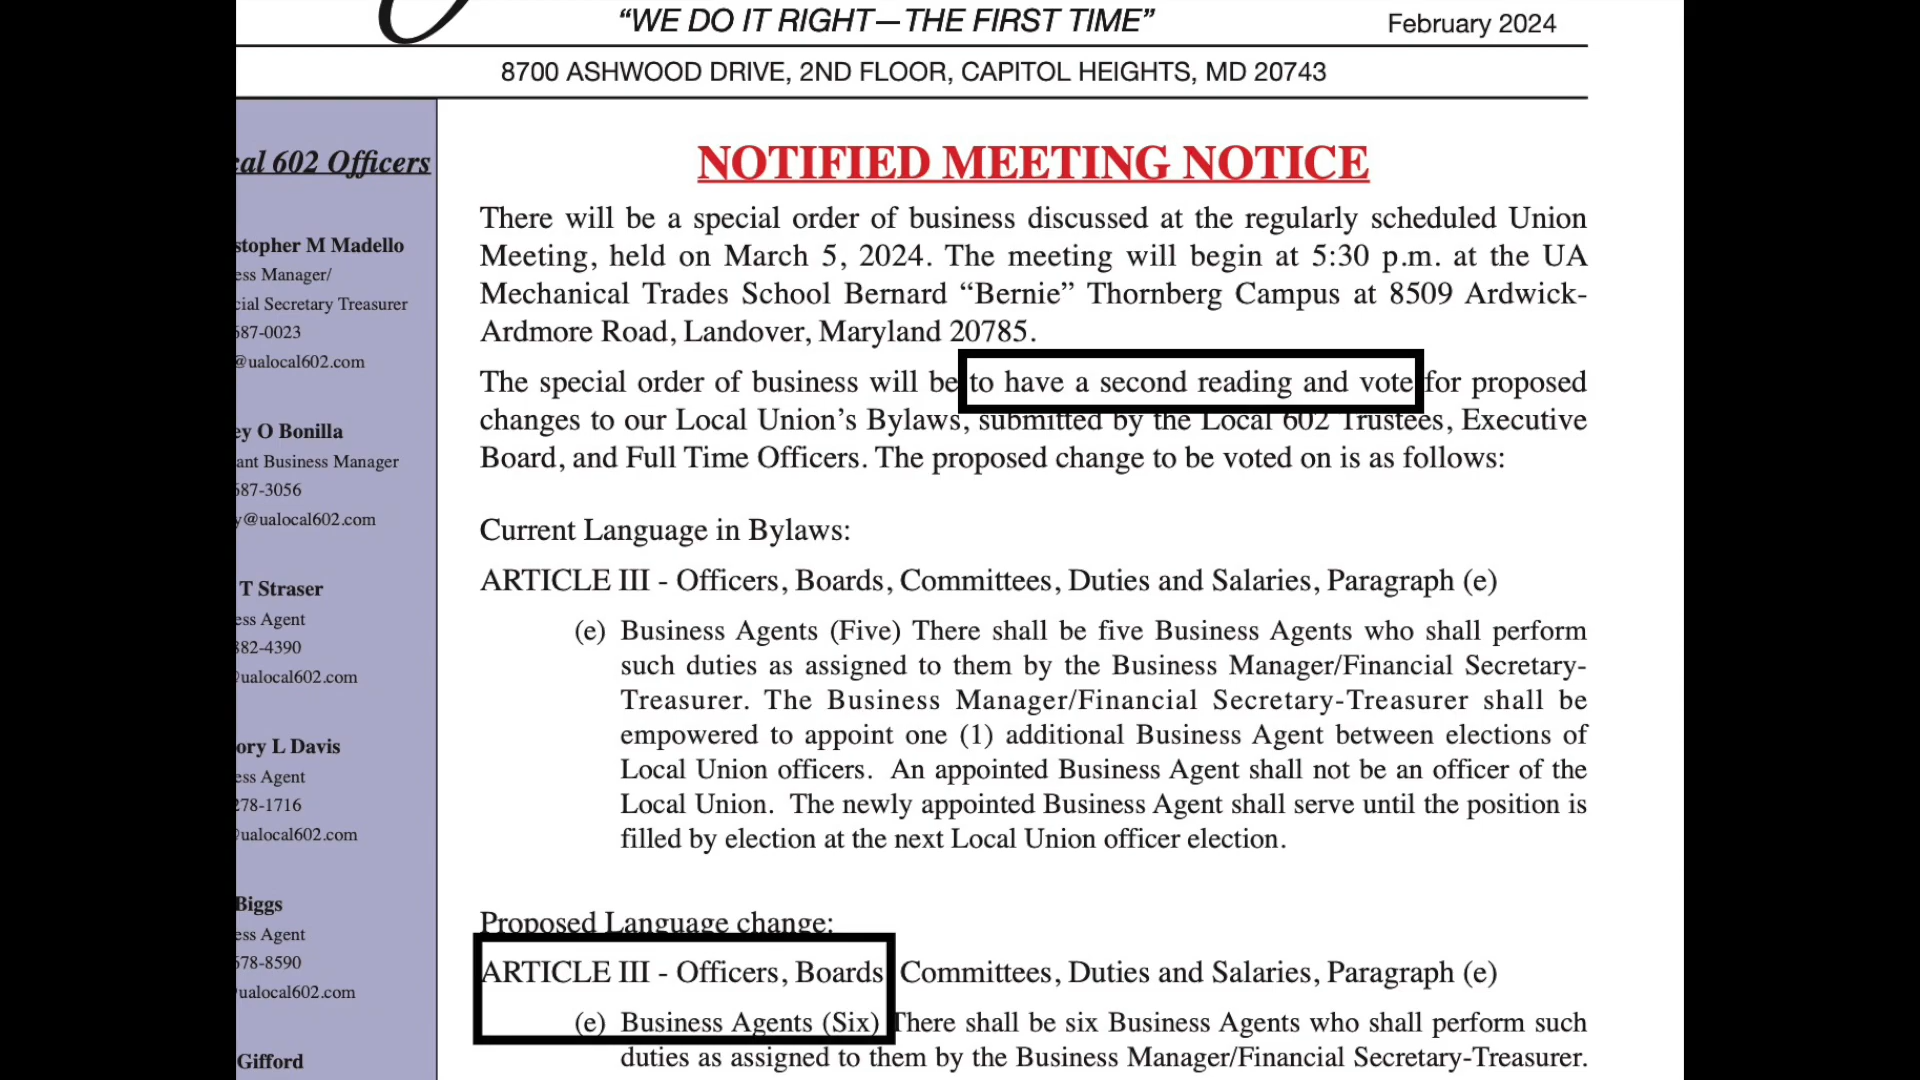 “WE DO IT RIGHT—THE FIRST TIME”
February 2024
8700 ASHWOOD DRIVE, 2ND FLOOR, CAPITOL HEIGHTS, MD 20743
cal 602 Officers
stopher M Madello
ess Manager/
cial Secretary Treasurer
587-0023
@ualocal602.com
ey O Bonilla
ant Business Manager
587-3056
y@ualocal602.com
T Straser
ess Agent
382-4390
@ualocal602.com
ory L Davis
ess Agent
278-1716
@ualocal602.com
Biggs
ess Agent
578-8590
ualocal602.com
Gifford
NOTIFIED MEETING NOTICE
There will be a special order of business discussed at the regularly scheduled Union
Meeting, held on March 5, 2024. The meeting will begin at 5:30 p.m. at the UA
Mechanical Trades School Bernard “Bernie” Thornberg Campus at 8509 Ardwick-
Ardmore Road, Landover, Maryland 20785.
The special order of business will be to have a second reading and vote for proposed
changes to our Local Union’s Bylaws, submitted by the Local 602 Trustees, Executive
Board, and Full Time Officers. The proposed change to be voted on is as follows:
Current Language in Bylaws:
ARTICLE III - Officers, Boards, Committees, Duties and Salaries, Paragraph (e)
(e) Business Agents (Five) There shall be five Business Agents who shall perform
such duties as assigned to them by the Business Manager/Financial Secretary-
Treasurer. The Business Manager/Financial Secretary-Treasurer shall be
empowered to appoint one (1) additional Business Agent between elections of
Local Union officers. An appointed Business Agent shall not be an officer of the
Local Union. The newly appointed Business Agent shall serve until the position is
filled by election at the next Local Union officer election.
Proposed Language change:
ARTICLE III - Officers, Boards Committees, Duties and Salaries, Paragraph (e)
(e) Business Agents (Six) There shall be six Business Agents who shall perform such
duties as assigned to them by the Business Manager/Financial Secretary-Treasurer.